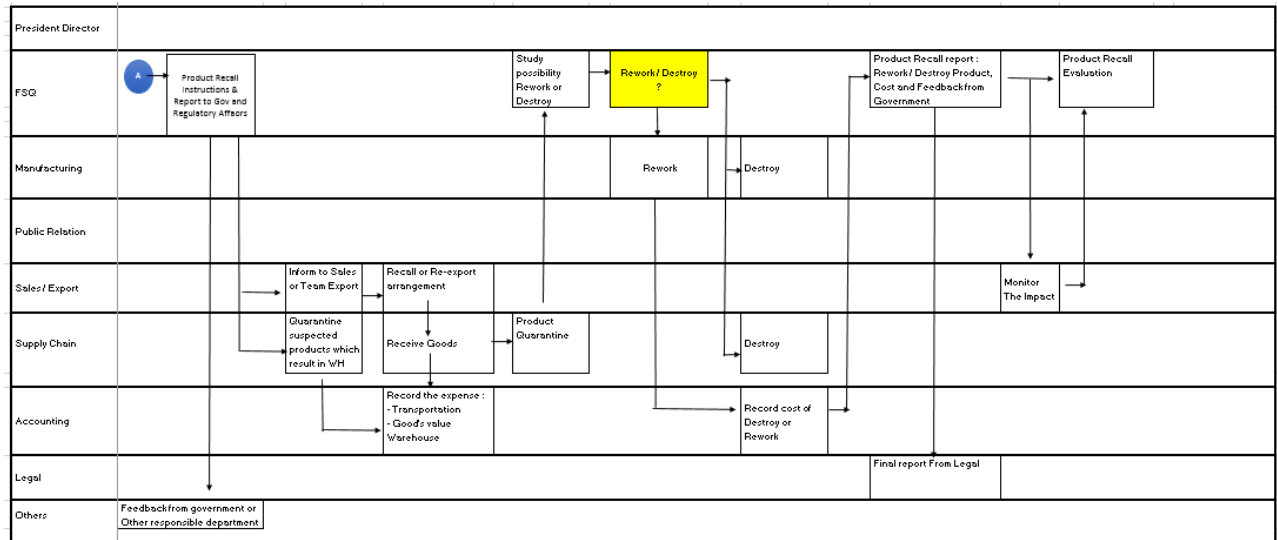 President Director
FSQ
A
Product Recall
Instructions &
Report to Gov and
Regulatory Affaors
Study
possibility
Rework or
Destroy
Rework/ Destroy
?
Product Recall report :
Rework/ Destroy Product,
Cost and Feedbackfrom
Government
Product Recall
Evaluation
Manufacturing
Rework
Destroy
Public Relation
Sales / Export
Inform to Sales
or Team Export
Recall or Re-export
arrangement
Monitor
The Impact
Supply Chain
Quarantine
suspected
products which
result in WH
Receive Goods
Product
Quarantine
Destroy
Accounting
Record the expense :
- Transportation
- Good's value
Warehouse
Record cost of
Destroy or
Rework
Legal
Final report From Legal
Others
Feedbackfrom government or
Other responsible department